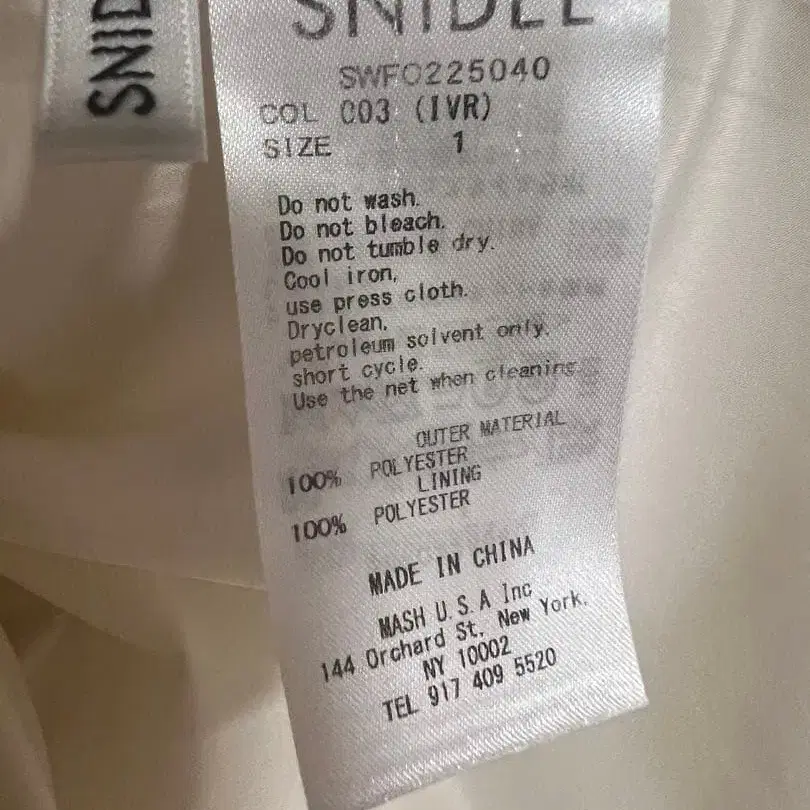 SNIDEL
SNID
SWFO225040
COL 003 (IVR)
SIZE 1
Do not wash.
Do not bleach.
Do not tumble dry.
Cool iron,
use press cloth.
Dryclean,
petroleum solvent only.
short cycle.
Use the net when cleaning.
OUTER MATERIAL
100% POLYESTER
LINING
100% POLYESTER
MADE IN CHINA
MASH U.S.A Inc
144 Orchard St, New York,
NY 10002
TEL 917 409 5520